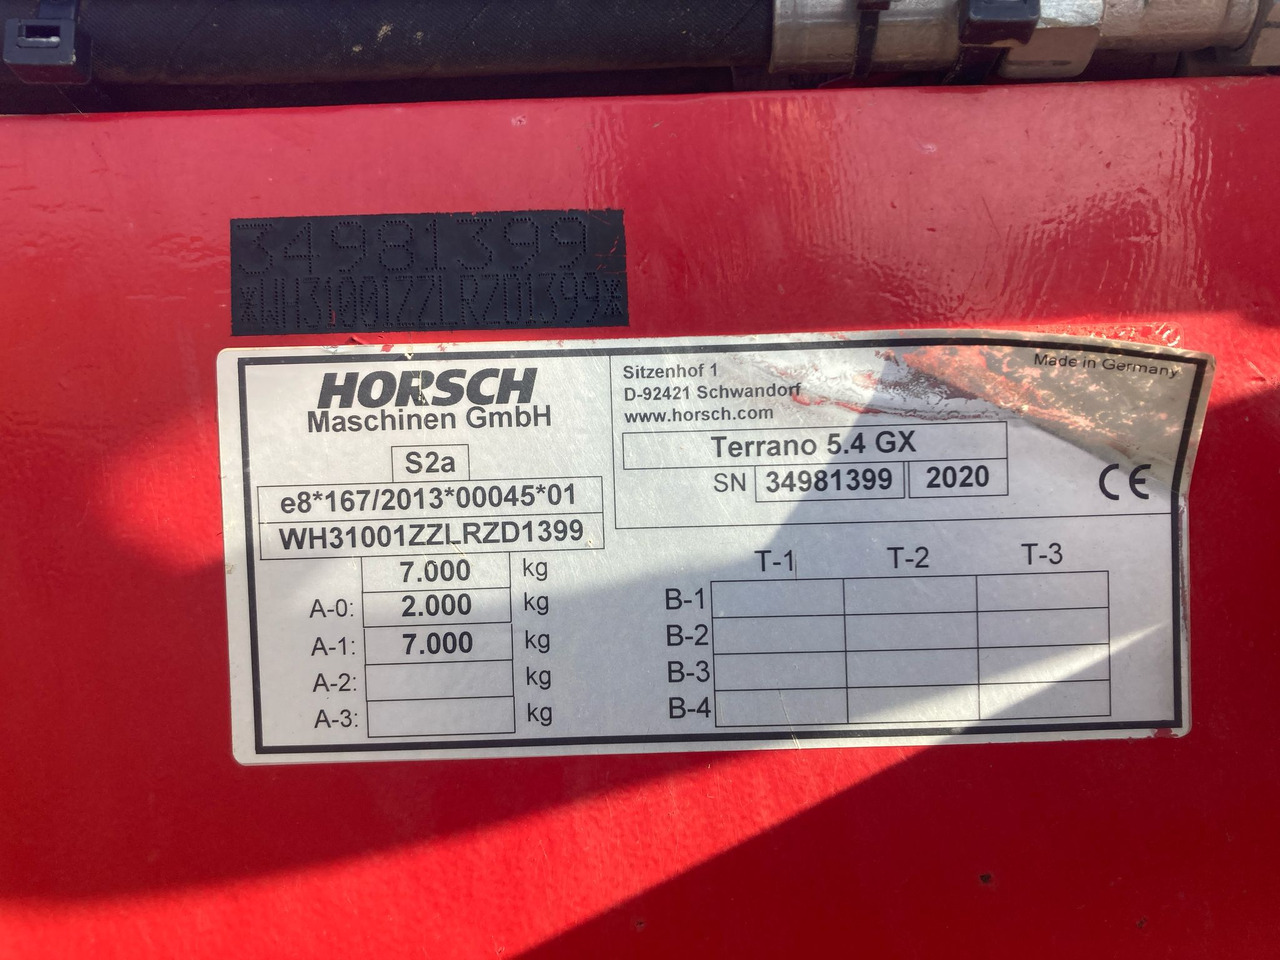 34981399
*WH31001ZZLRZD1399*
HORSCH
Maschinen GmbH
Sitzenhof 1
D-92421 Schwandorf
www.horsch.com
Made in Germany
S2a
e8*167/2013*00045*01
WH31001ZZLRZD1399
Terrano 5.4 GX
SN 34981399 2020
CE
7.000 kg
A-0: 2.000 kg
A-1: 7.000 kg
A-2: kg
A-3: kg
T-1 T-2 T-3
B-1
B-2
B-3
B-4